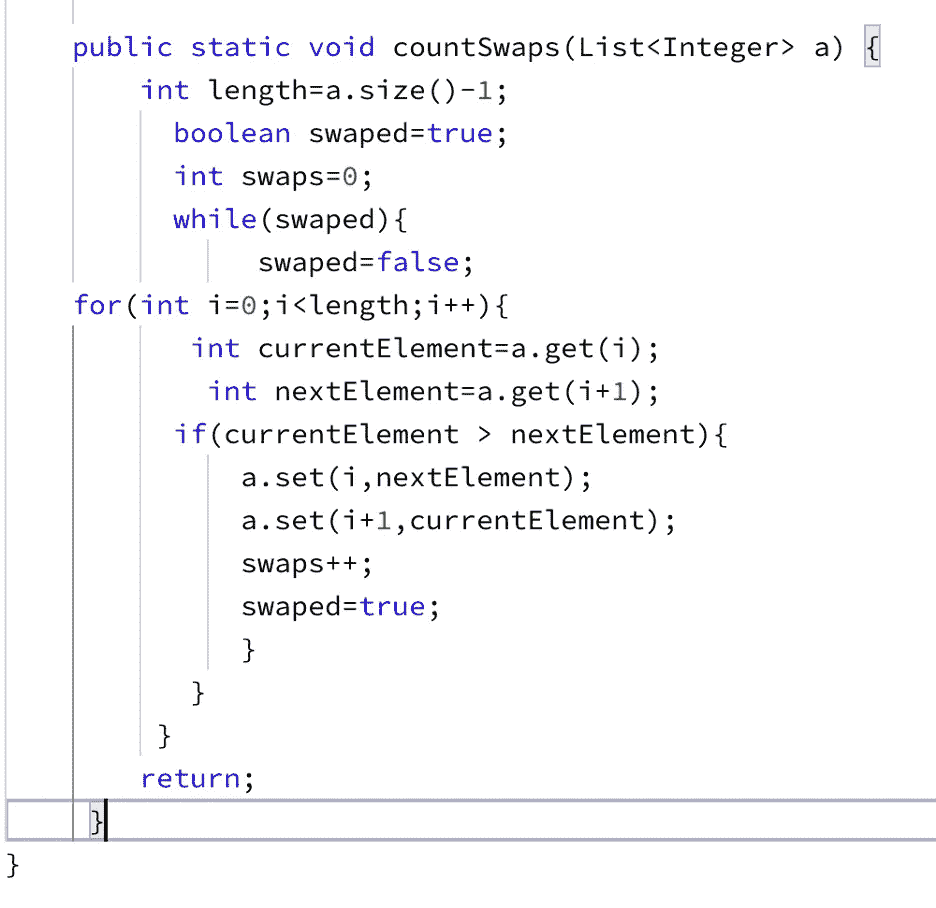 public static void countSwaps(List<Integer> a) {
int length=a.size()-1;
boolean swaped=true;
int swaps=0;
while(swaped){
swaped=false;
for(int i=0;i<length;i++){
int currentElement=a.get(i);
int nextElement=a.get(i+1);
if(currentElement > nextElement){
a.set(i,nextElement);
a.set(i+1,currentElement);
swaps++;
swaped=true;
}
}
}
return;
}
}